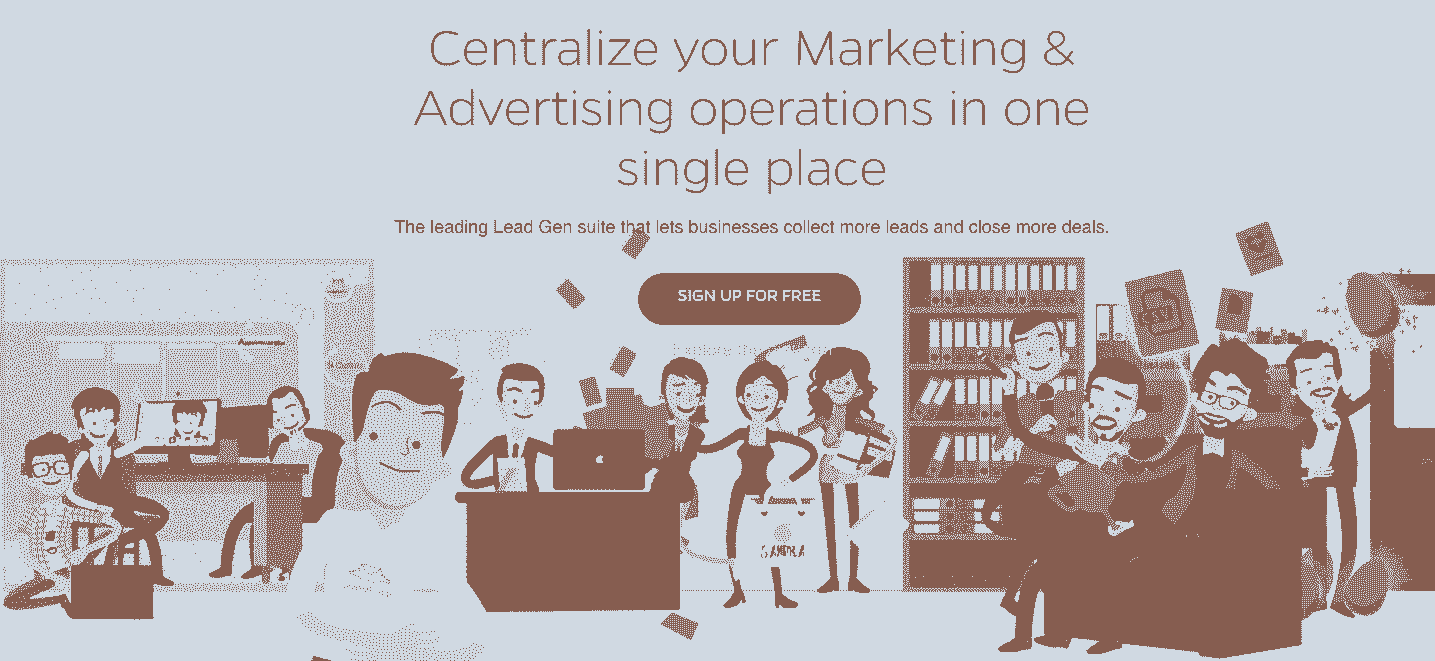 Centralize your Marketing &
Advertising operations in one
single place
The leading Lead Gen suite that lets businesses collect more leads and close more deals.
SIGN UP FOR FREE
CSV
SANDRA